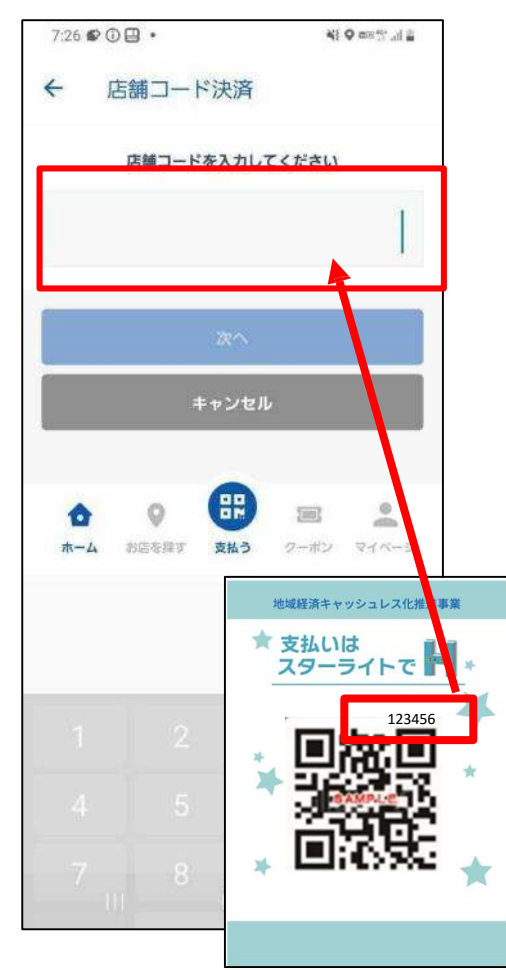 7:26
店舗コード決済
店舗コードを入力してください
次へ
キャンセル
ホーム
お店を探す
支払う
クーポン
マイページ
地域経済キャッシュレス化推進事業
支払いは
スターライトで
123456
SAMPLE
1 2
4 5
7 8